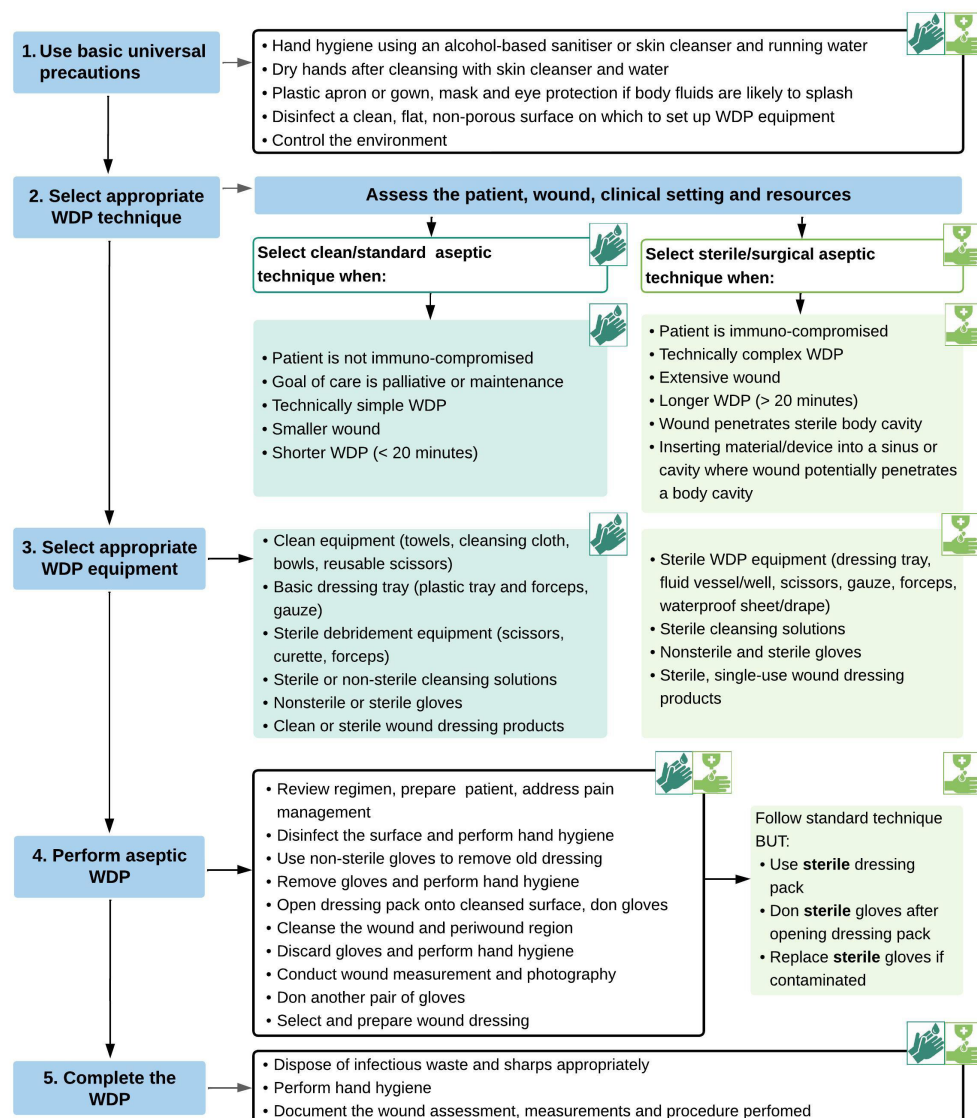 1. Use basic universal
precautions
• Hand hygiene using an alcohol-based sanitiser or skin cleanser and running water
• Dry hands after cleansing with skin cleanser and water
• Plastic apron or gown, mask and eye protection if body fluids are likely to splash
• Disinfect a clean, flat, non-porous surface on which to set up WDP equipment
• Control the environment
2. Select appropriate
WDP technique
Assess the patient, wound, clinical setting and resources
Select clean/standard aseptic
technique when:
Select sterile/surgical aseptic
technique when:
• Patient is not immuno-compromised
• Goal of care is palliative or maintenance
• Technically simple WDP
• Smaller wound
• Shorter WDP (< 20 minutes)
• Patient is immuno-compromised
• Technically complex WDP
• Extensive wound
• Longer WDP (> 20 minutes)
• Wound penetrates sterile body cavity
• Inserting material/device into a sinus or
cavity where wound potentially penetrates
a body cavity
3. Select appropriate
WDP equipment
• Clean equipment (towels, cleansing cloth,
bowls, reusable scissors)
• Basic dressing tray (plastic tray and forceps,
gauze)
• Sterile debridement equipment (scissors,
curette, forceps)
• Sterile or non-sterile cleansing solutions
• Nonsterile or sterile gloves
• Clean or sterile wound dressing products
• Sterile WDP equipment (dressing tray,
fluid vessel/well, scissors, gauze, forceps,
waterproof sheet/drape)
• Sterile cleansing solutions
• Nonsterile and sterile gloves
• Sterile, single-use wound dressing
products
4. Perform aseptic
WDP
• Review regimen, prepare patient, address pain
management
• Disinfect the surface and perform hand hygiene
• Use non-sterile gloves to remove old dressing
• Remove gloves and perform hand hygiene
• Open dressing pack onto cleansed surface, don gloves
• Cleanse the wound and periwound region
• Discard gloves and perform hand hygiene
• Conduct wound measurement and photography
• Don another pair of gloves
• Select and prepare wound dressing
Follow standard technique
BUT:
• Use sterile dressing
pack
• Don sterile gloves after
opening dressing pack
• Replace sterile gloves if
contaminated
5. Complete the
WDP
• Dispose of infectious waste and sharps appropriately
• Perform hand hygiene
• Document the wound assessment, measurements and procedure perfomed